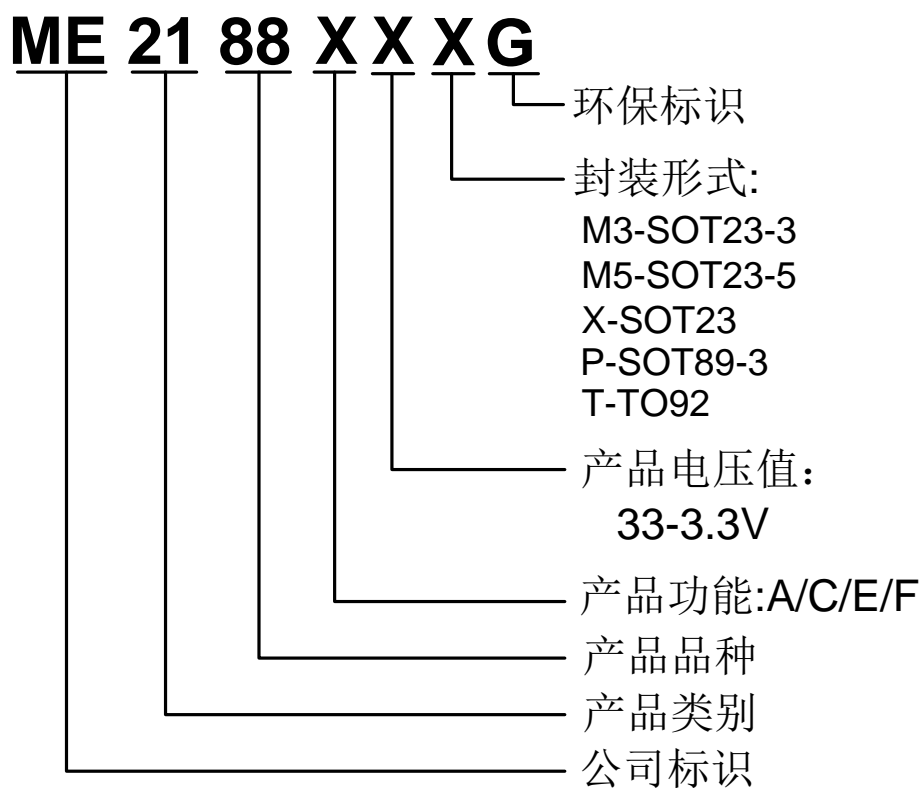 ME 21 88 X X X G
环保标识
封装形式:
M3-SOT23-3
M5-SOT23-5
X-SOT23
P-SOT89-3
T-TO92
产品电压值：
33-3.3V
产品功能:A/C/E/F
产品品种
产品类别
公司标识